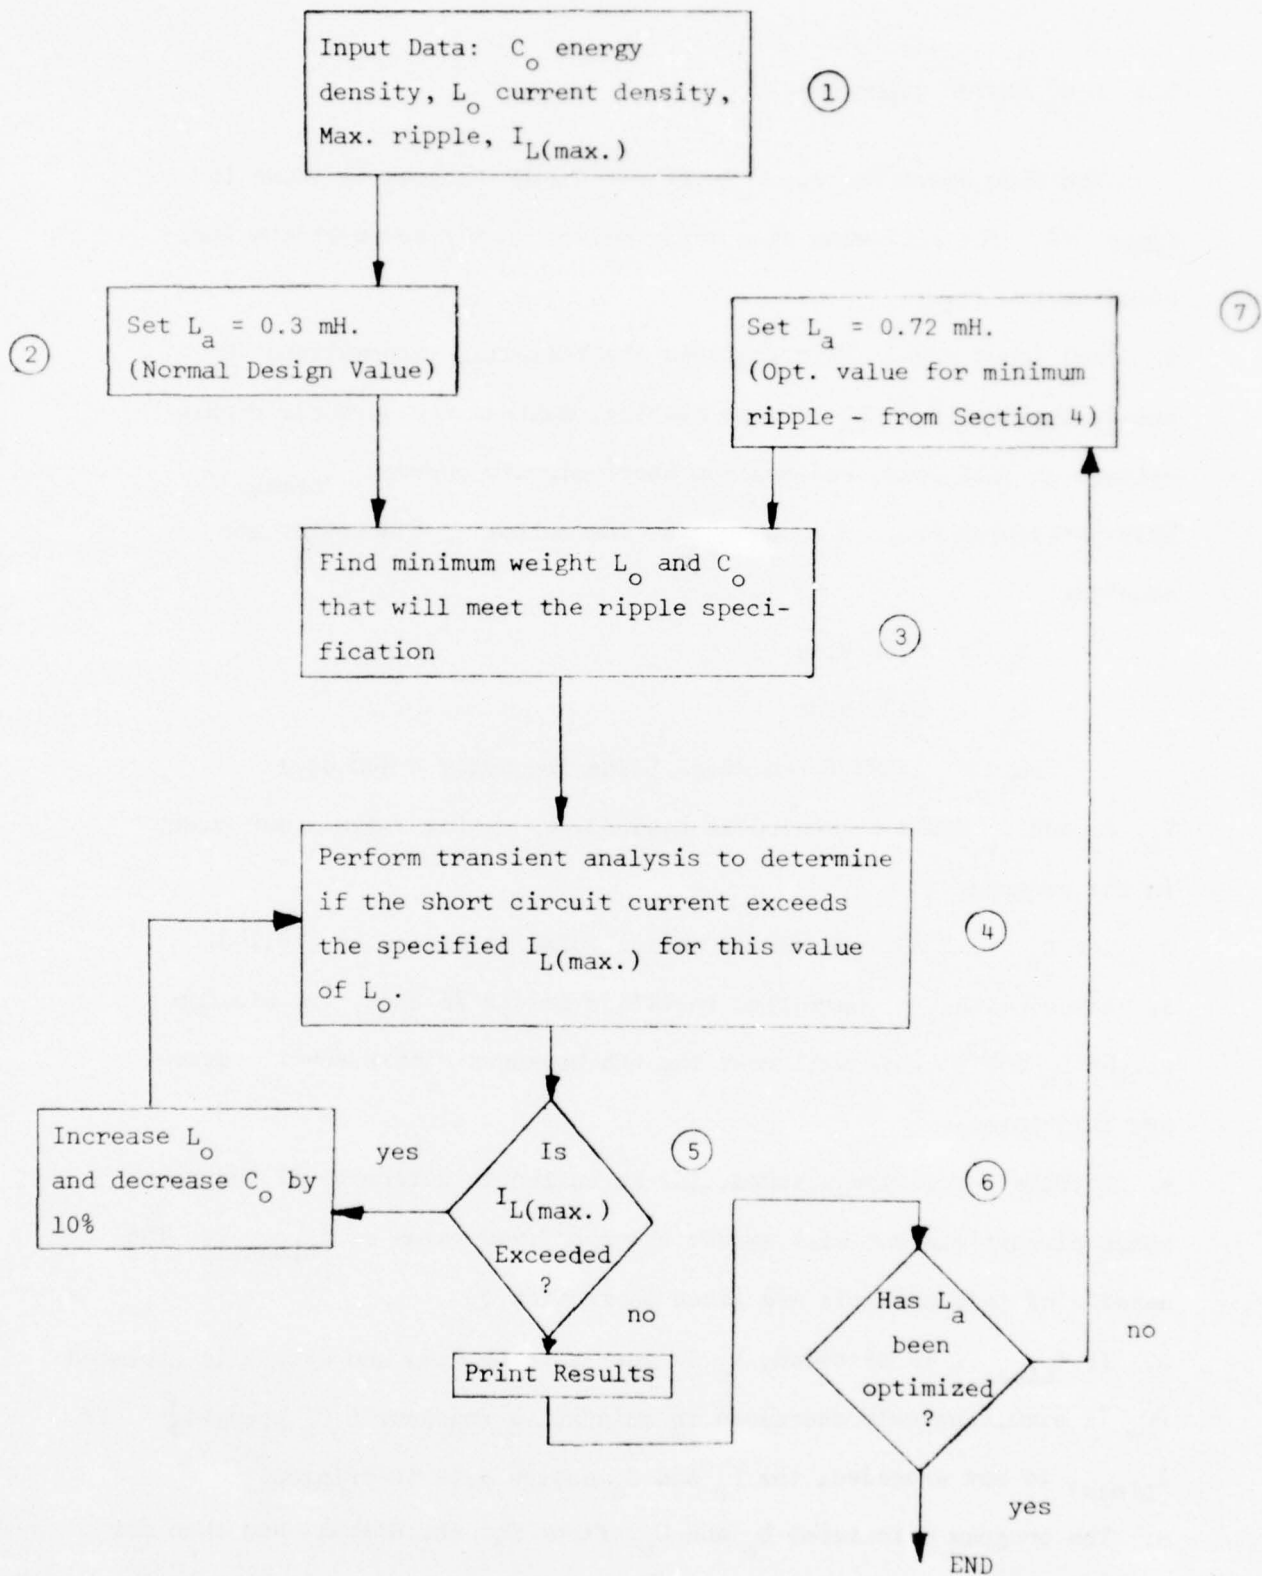 Input Data: C_o energy
density, L_o current density,
Max. ripple, I_L(max.)
1
Set L_a = 0.3 mH.
(Normal Design Value)
2
Set L_a = 0.72 mH.
(Opt. value for minimum
ripple - from Section 4)
7
Find minimum weight L_o and C_o
that will meet the ripple speci-
fication
3
Perform transient analysis to determine
if the short circuit current exceeds
the specified I_L(max.) for this value
of L_o.
4
Increase L_o
and decrease C_o by
10%
yes
Is
I_L(max.)
Exceeded
?
5
no
Print Results
6
Has L_a
been
optimized
?
no
yes
END